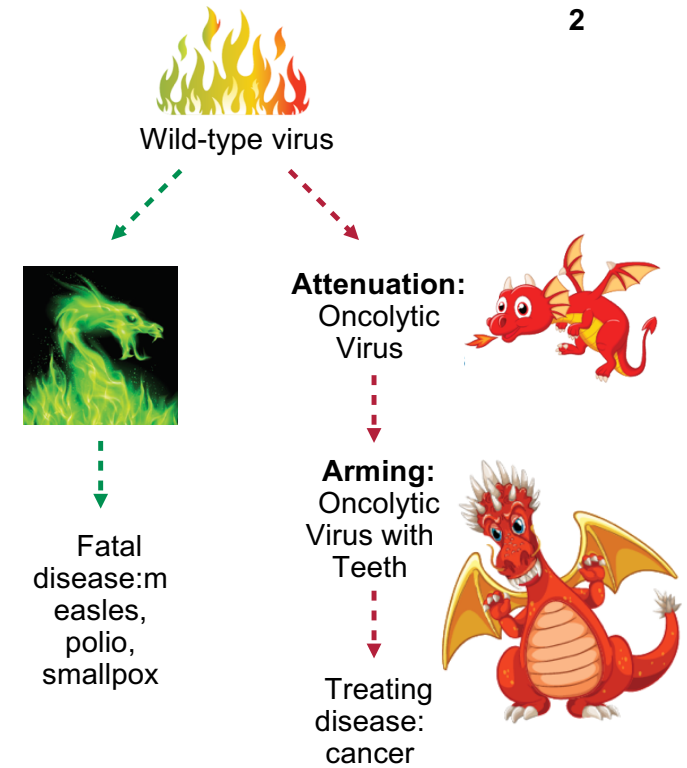 2
Wild-type virus
Attenuation:
Oncolytic
Virus
Arming:
Oncolytic
Virus with
Teeth
Fatal
disease:m
easles,
polio,
smallpox
Treating
disease:
cancer